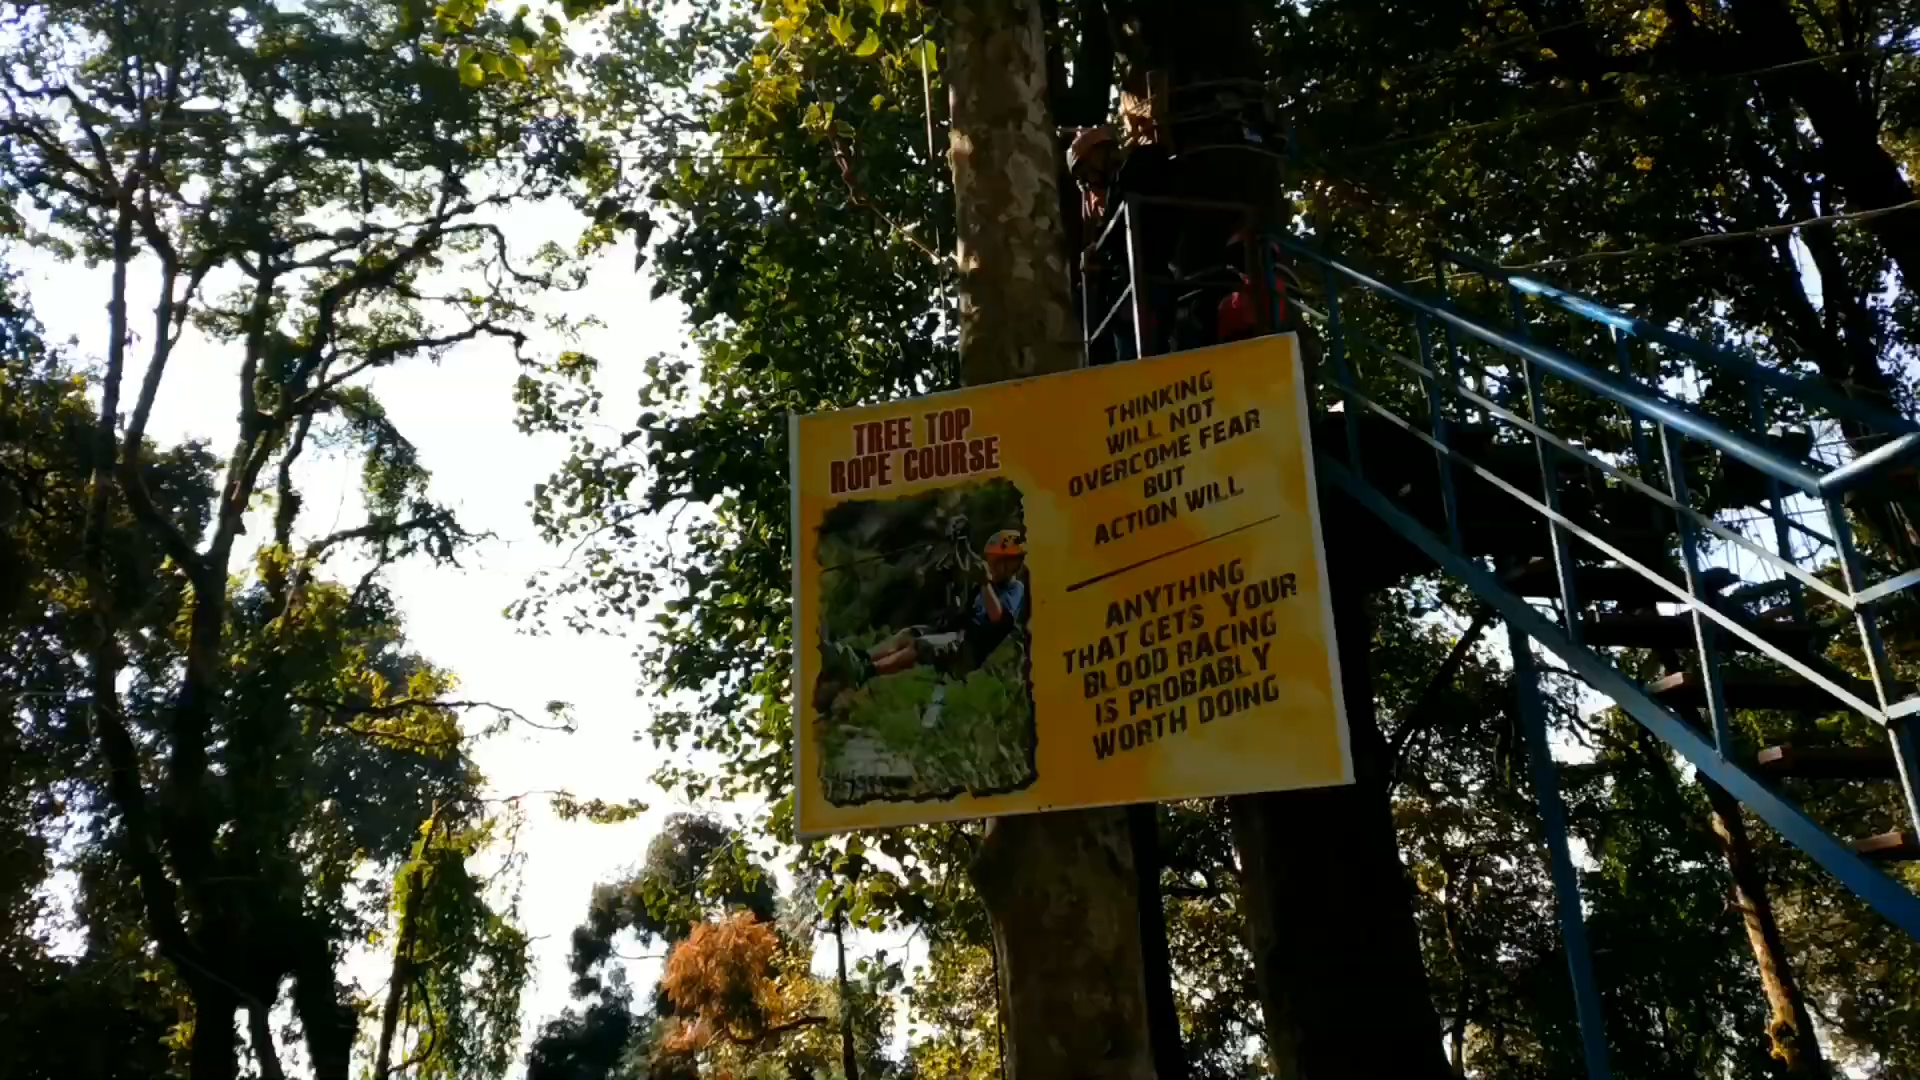 TREE TOP
ROPE COURSE
THINKING
WILL NOT
OVERCOME FEAR
BUT
ACTION WILL
ANYTHING
THAT GETS YOUR
BLOOD RACING
IS PROBABLY
WORTH DOING